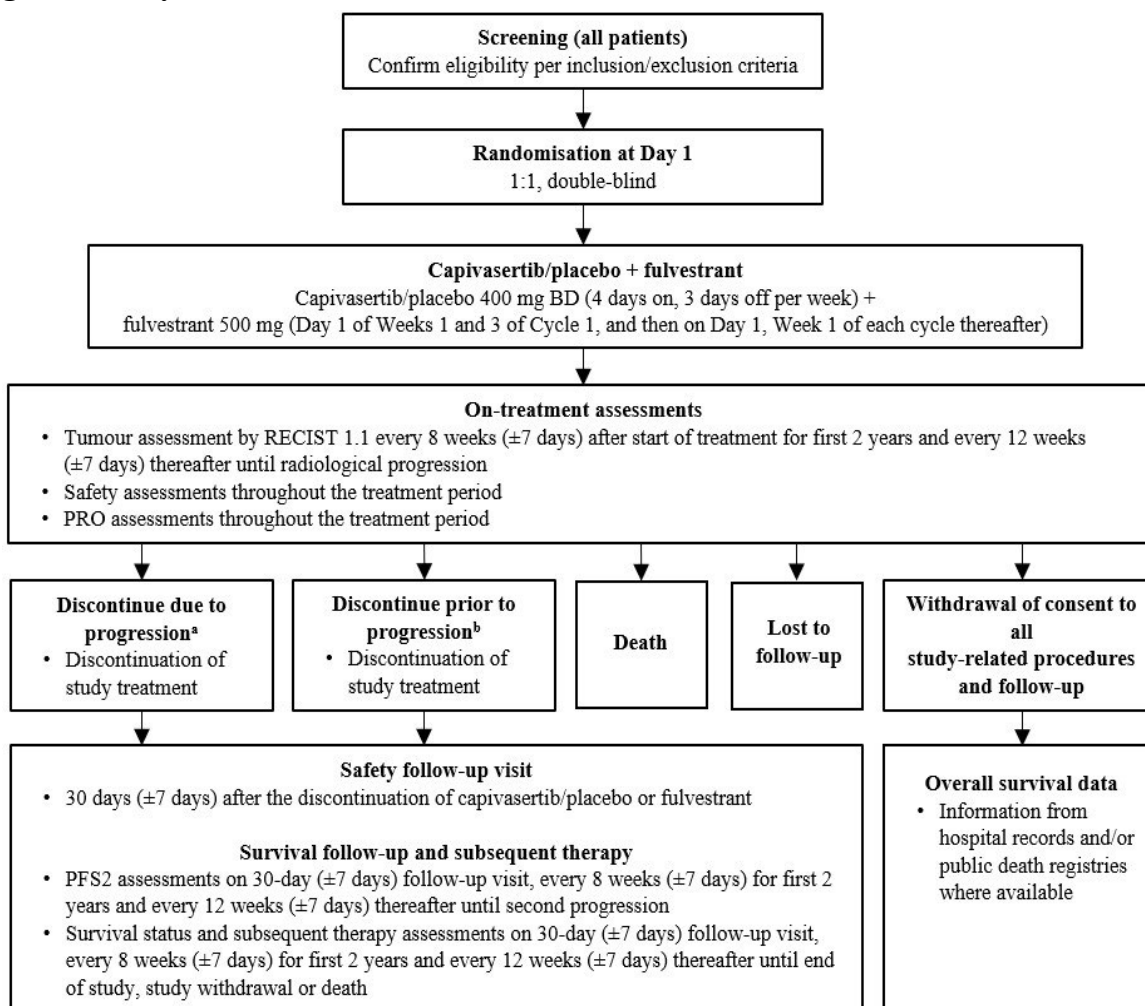 Screening (all patients)
Confirm eligibility per inclusion/exclusion criteria
Randomisation at Day 1
1:1, double-blind
Capivasertib/placebo + fulvestrant
Capivasertib/placebo 400 mg BD (4 days on, 3 days off per week) +
fulvestrant 500 mg (Day 1 of Weeks 1 and 3 of Cycle 1, and then on Day 1, Week 1 of each cycle thereafter)
On-treatment assessments
• Tumour assessment by RECIST 1.1 every 8 weeks (±7 days) after start of treatment for first 2 years and every 12 weeks
(±7 days) thereafter until radiological progression
• Safety assessments throughout the treatment period
• PRO assessments throughout the treatment period
Discontinue due to
progressionᵃ
• Discontinuation of
study treatment
Discontinue prior to
progressionᵇ
• Discontinuation of
study treatment
Death
Lost to
follow-up
Withdrawal of consent to
all
study-related procedures
and follow-up
Safety follow-up visit
• 30 days (±7 days) after the discontinuation of capivasertib/placebo or fulvestrant
Survival follow-up and subsequent therapy
• PFS2 assessments on 30-day (±7 days) follow-up visit, every 8 weeks (±7 days) for first 2
years and every 12 weeks (±7 days) thereafter until second progression
• Survival status and subsequent therapy assessments on 30-day (±7 days) follow-up visit,
every 8 weeks (±7 days) for first 2 years and every 12 weeks (±7 days) thereafter until end
of study, study withdrawal or death
Overall survival data
• Information from
hospital records and/or
public death registries
where available